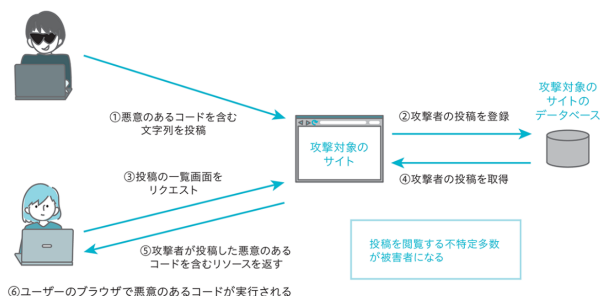 ①悪意のあるコードを含む
文字列を投稿
攻撃対象の
サイト
②攻撃者の投稿を登録
攻撃対象の
サイトの
データベース
③投稿の一覧画面を
リクエスト
④攻撃者の投稿を取得
⑤攻撃者が投稿した悪意のある
コードを含むリソースを返す
投稿を閲覧する不特定多数
が被害者になる
⑥ユーザーのブラウザで悪意のあるコードが実行される